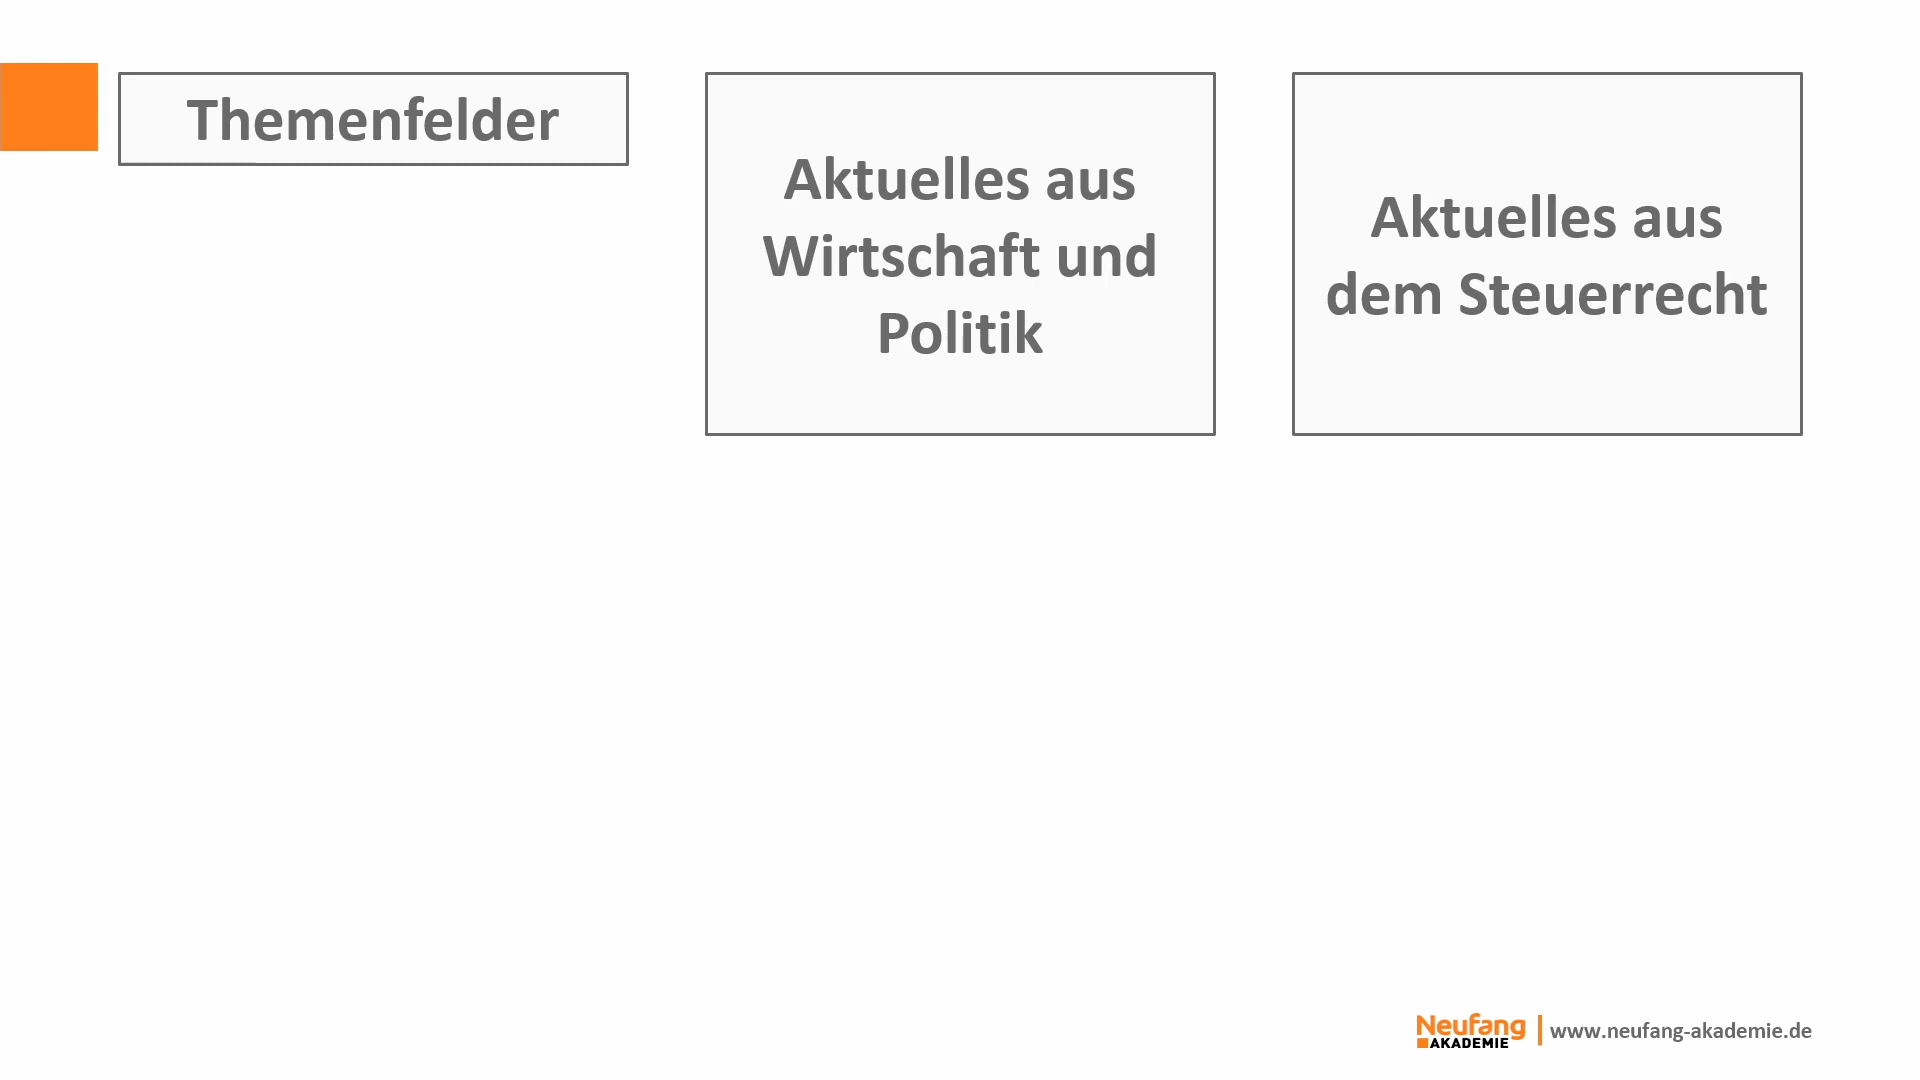 Themenfelder
Aktuelles aus
Wirtschaft und
Politik
Aktuelles aus
dem Steuerrecht
Neufang
AKADEMIE
www.neufang-akademie.de